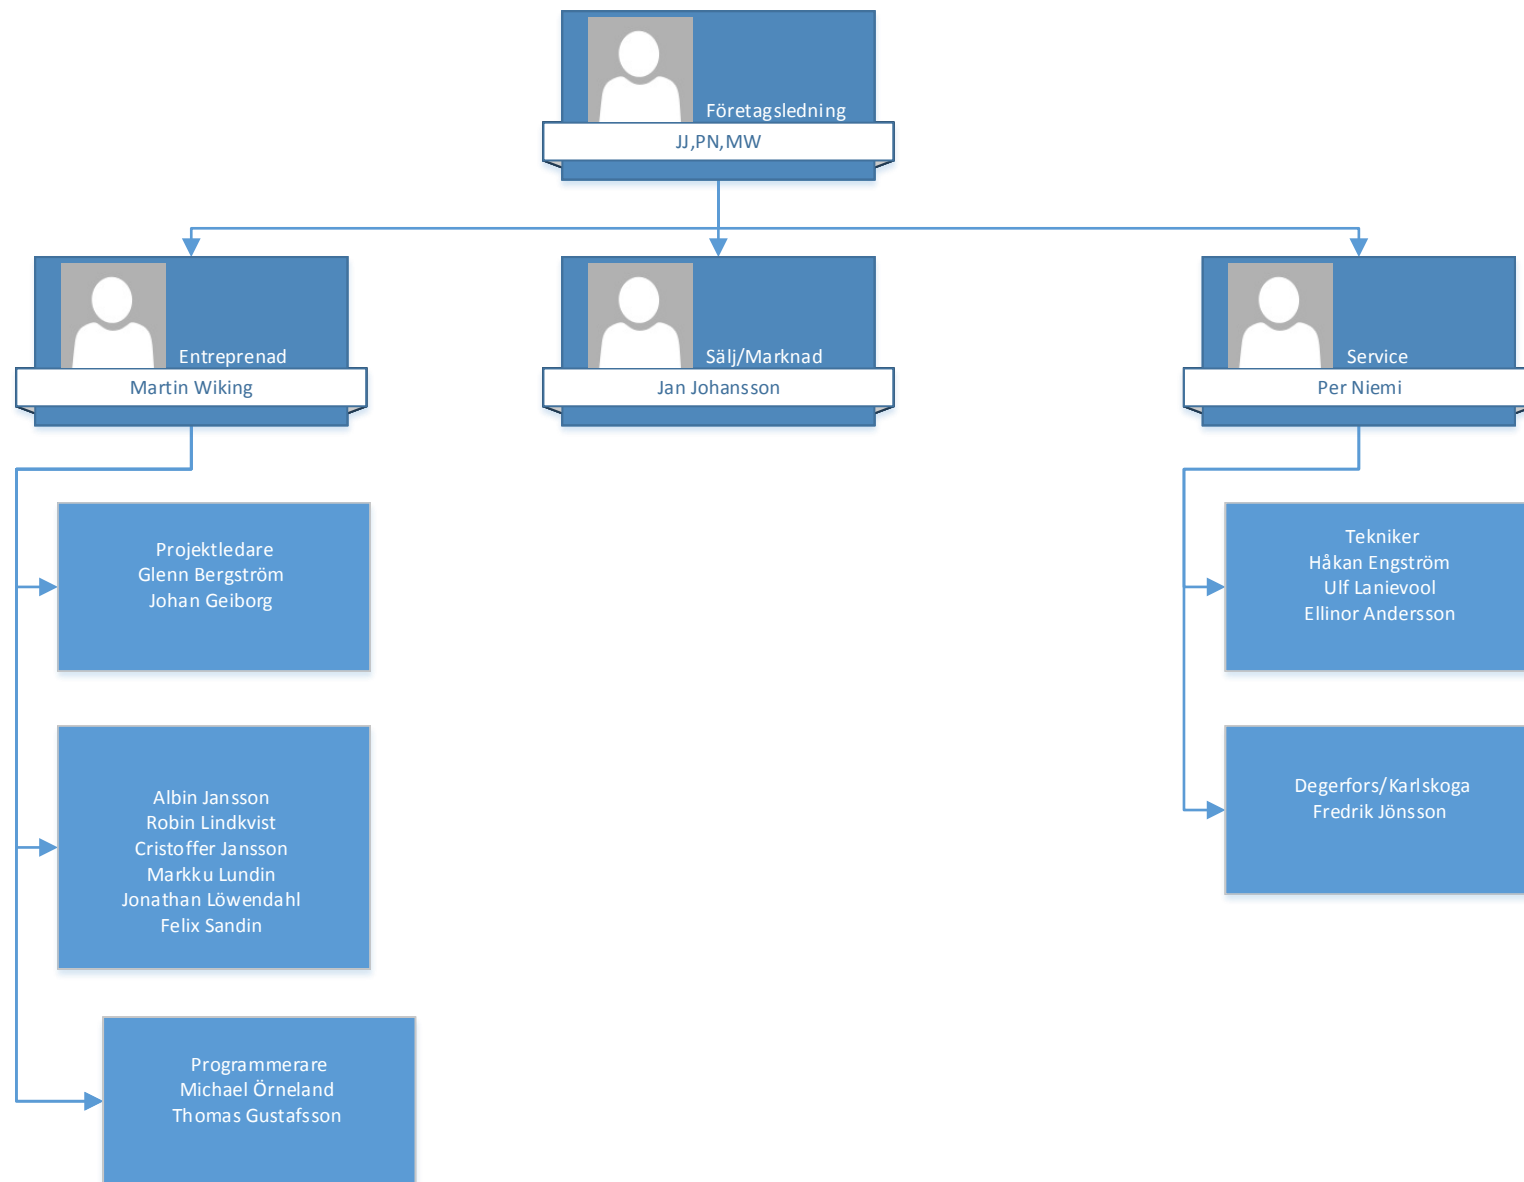 Företagsledning
JJ,PN,MW
Entreprenad
Martin Wiking
Sälj/Marknad
Jan Johansson
Service
Per Niemi
Projektledare
Glenn Bergström
Johan Geiborg
Albin Jansson
Robin Lindkvist
Cristoffer Jansson
Markku Lundin
Jonathan Löwendahl
Felix Sandin
Programmerare
Michael Örneland
Thomas Gustafsson
Tekniker
Håkan Engström
Ulf Lanievool
Ellinor Andersson
Degerfors/Karlskoga
Fredrik Jönsson